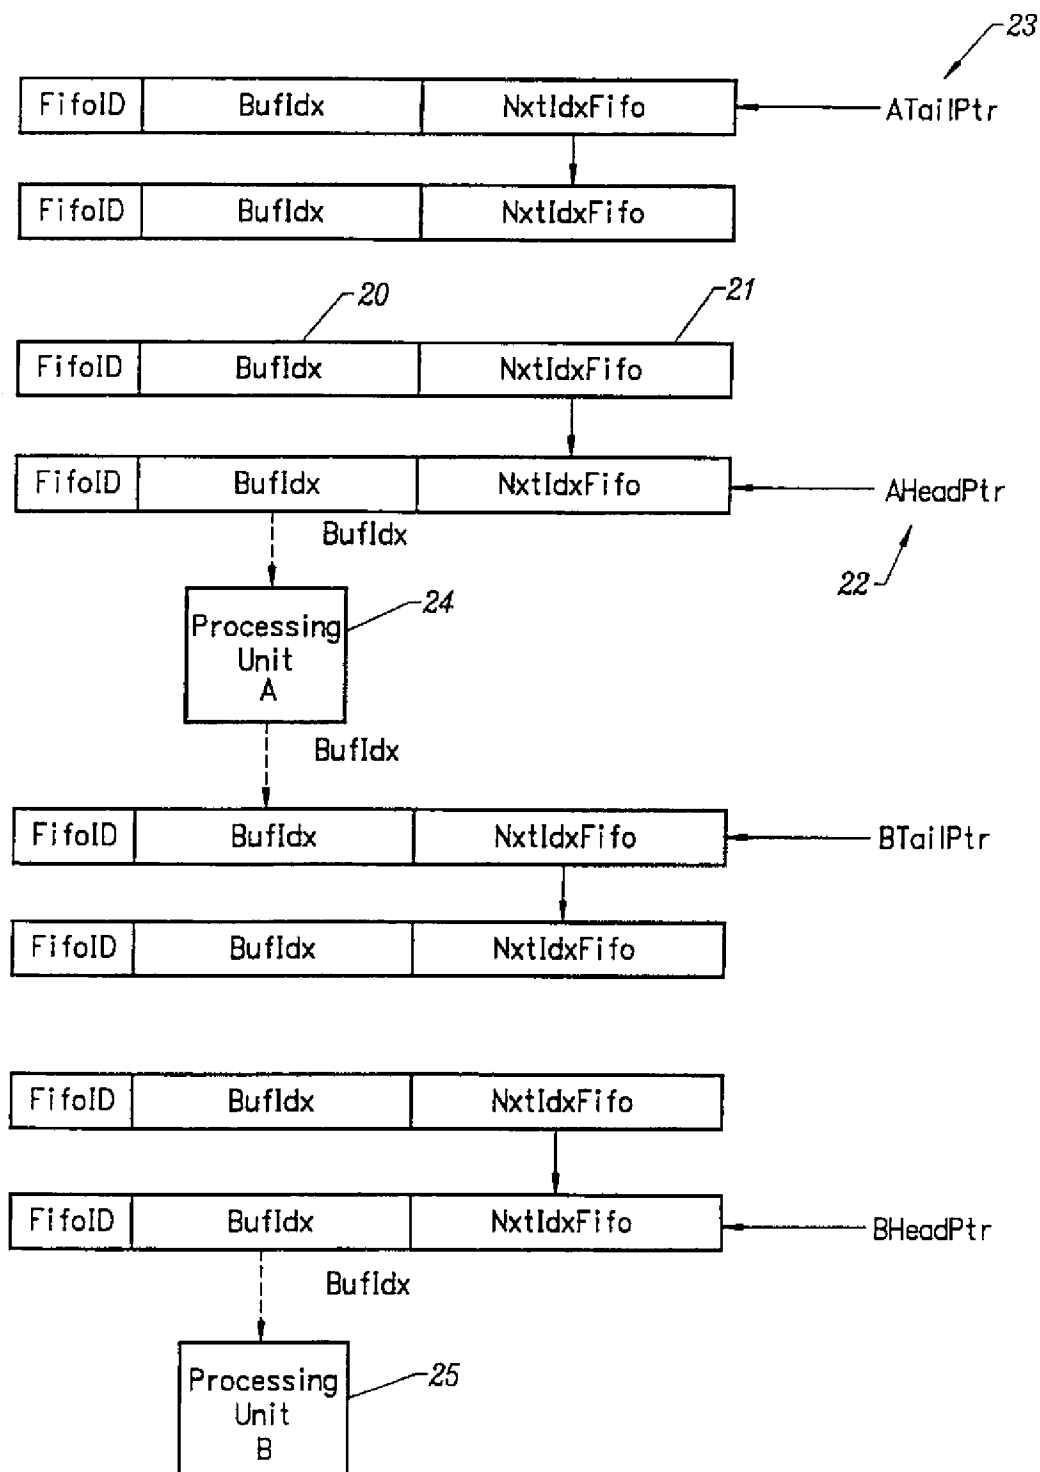 23
FifoID BufIdx NxtIdxFifo ATailPtr
FifoID BufIdx NxtIdxFifo
20 21
FifoID BufIdx NxtIdxFifo
FifoID BufIdx NxtIdxFifo AHeadPtr
BufIdx
22
24
Processing
Unit
A
BufIdx
FifoID BufIdx NxtIdxFifo BTailPtr
FifoID BufIdx NxtIdxFifo
FifoID BufIdx NxtIdxFifo
FifoID BufIdx NxtIdxFifo BHeadPtr
BufIdx
25
Processing
Unit
B